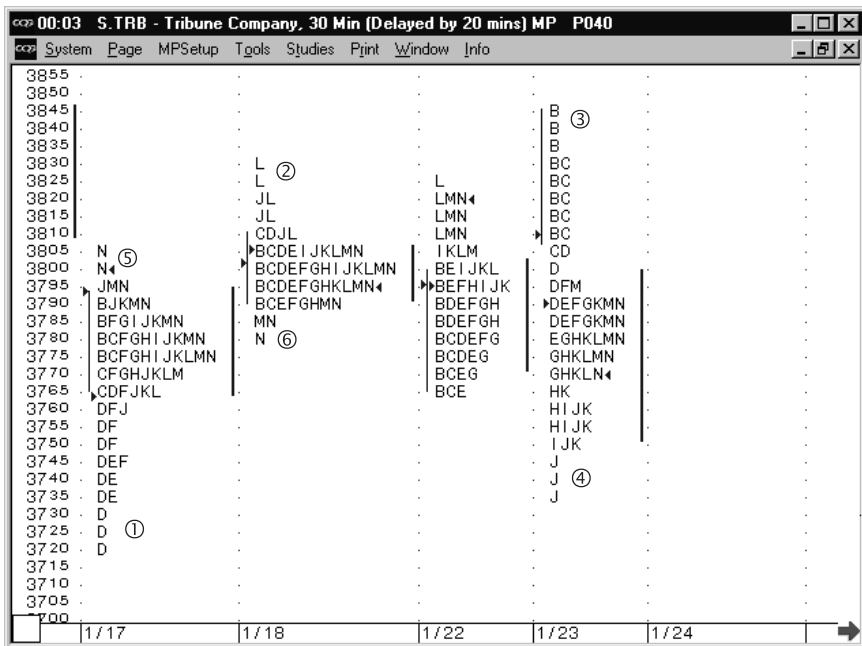 CQG 00:03 S.TRB - Tribune Company, 30 Min (Delayed by 20 mins) MP P040
CQG System Page MPSetup Tools Studies Print Window Info
3855
3850
3845 B
3840 B ③
3835 B
3830 L BC
3825 L ② L BC
3820 JL LMN BC
3815 JL LMN BC
3810 CDJL LMN BC
3805 N BCDEIJKLMN IKLM CD
3800 N ⑤ BCDEFGHIJKLMN BEIJKL D
3795 JMN BCDEFGHKLMN BEFHIJK DFM
3790 BJKMN BCEFGHMN BDEFGH DEFGKMN
3785 BFGIJKMN MN BDEFGH DEFGKMN
3780 BCFGHIJKMN N ⑥ BCDEFG EGHKLMN
3775 BCFGHIJKLMN BCDEG GHKLMN
3770 CFGHJKLM BCEG GHKLN
3765 CDFJKL BCE HK
3760 DFJ HIJK
3755 DF HIJK
3750 DF IJK
3745 DEF J
3740 DE J ④
3735 DE J
3730 D
3725 D ①
3720 D
3715
3710
3705
1/17 1/18 1/22 1/23 1/24